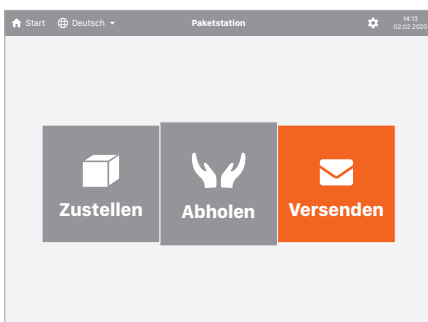 Start Deutsch Paketstation 14:13
02.02.2020
Zustellen Abholen Versenden